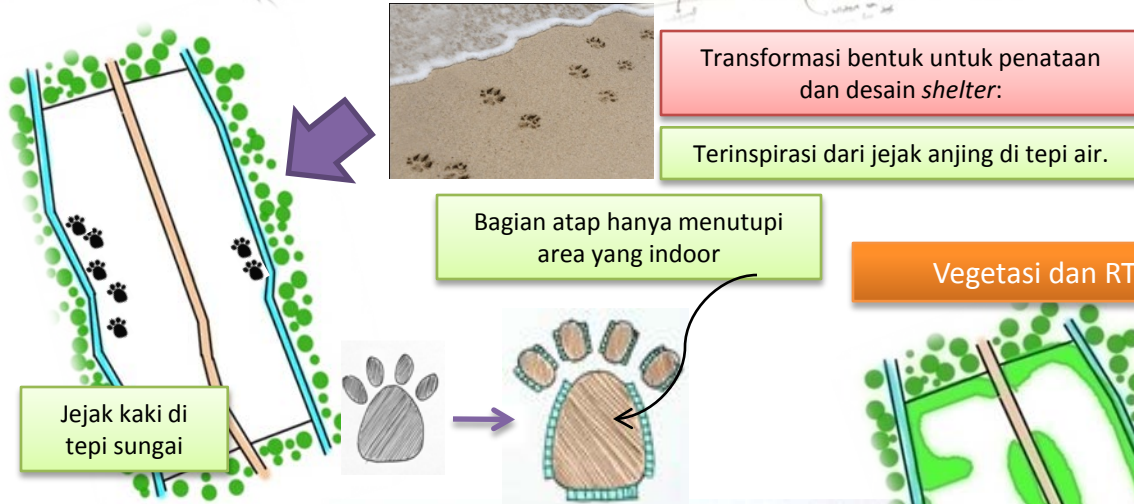 Transformasi bentuk untuk penataan
dan desain shelter:
Terinspirasi dari jejak anjing di tepi air.
Bagian atap hanya menutupi
area yang indoor
Vegetasi dan RT
Jejak kaki di
tepi sungai